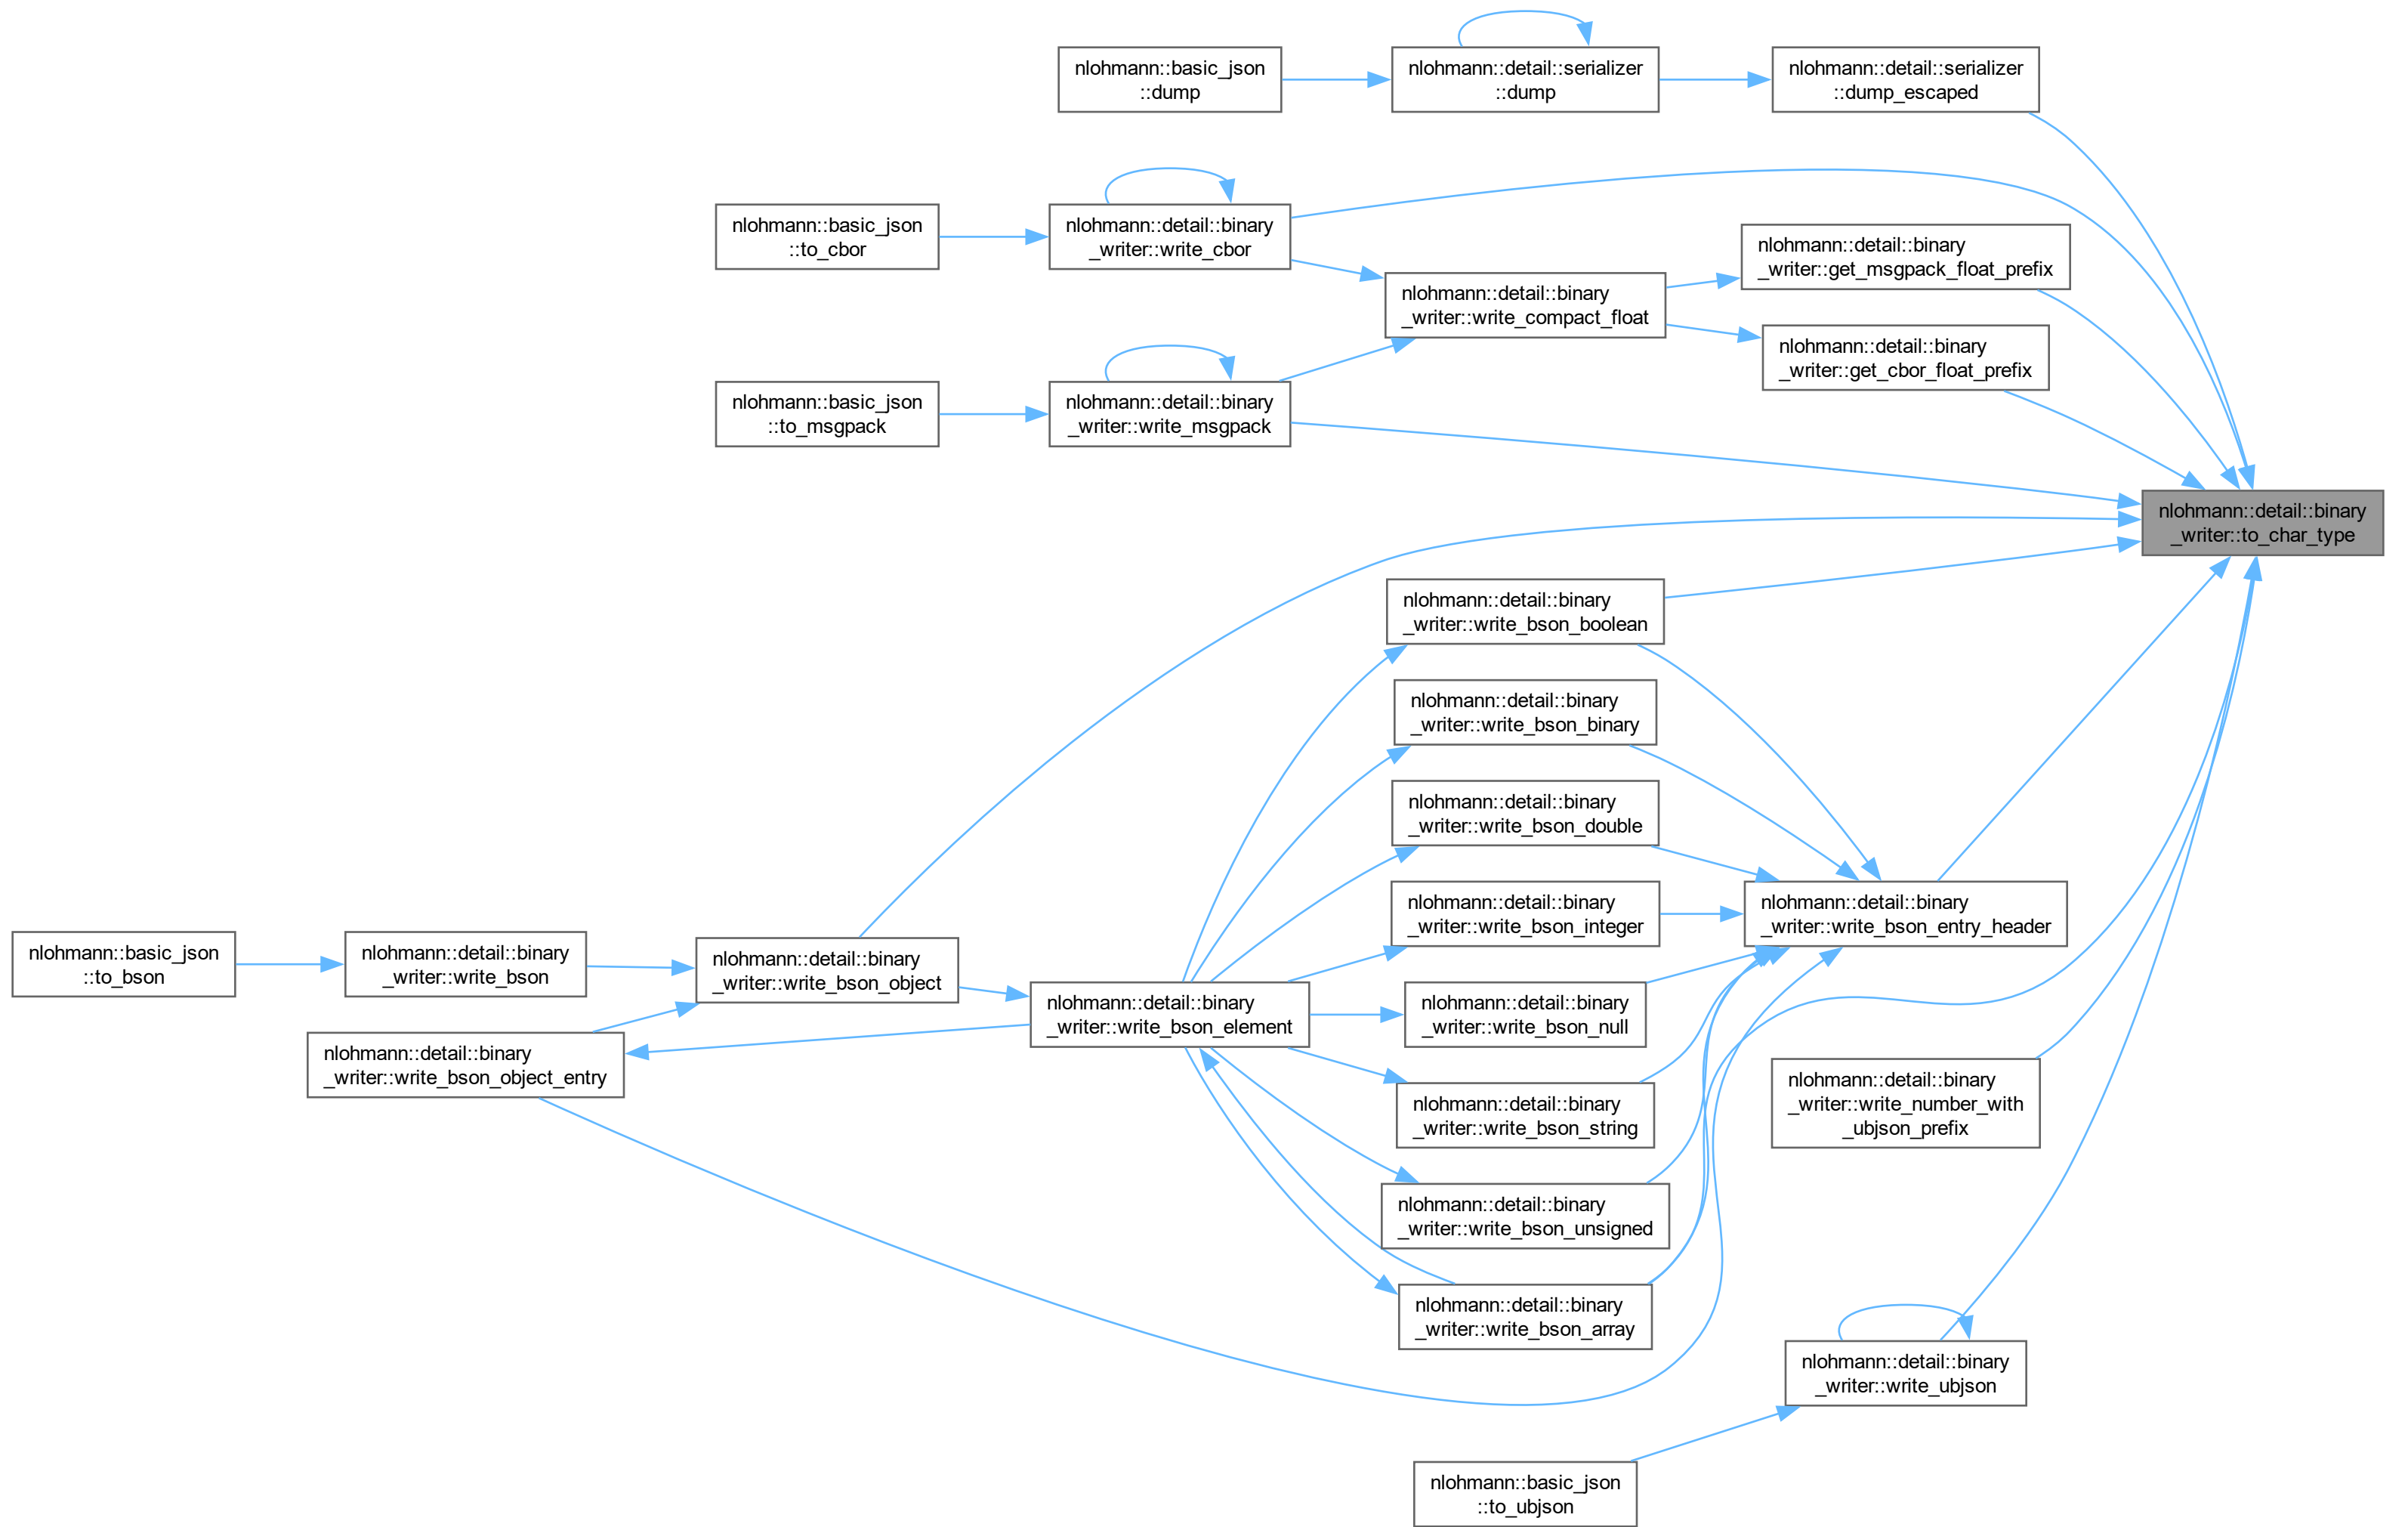 nlohmann::basic_json
::dump
nlohmann::detail::serializer
::dump
nlohmann::detail::serializer
::dump_escaped
nlohmann::basic_json
::to_cbor
nlohmann::detail::binary
_writer::write_cbor
nlohmann::detail::binary
_writer::get_msgpack_float_prefix
nlohmann::detail::binary
_writer::write_compact_float
nlohmann::detail::binary
_writer::get_cbor_float_prefix
nlohmann::basic_json
::to_msgpack
nlohmann::detail::binary
_writer::write_msgpack
nlohmann::detail::binary
_writer::to_char_type
nlohmann::detail::binary
_writer::write_bson_boolean
nlohmann::detail::binary
_writer::write_bson_binary
nlohmann::detail::binary
_writer::write_bson_double
nlohmann::detail::binary
_writer::write_bson_integer
nlohmann::detail::binary
_writer::write_bson_entry_header
nlohmann::basic_json
::to_bson
nlohmann::detail::binary
_writer::write_bson
nlohmann::detail::binary
_writer::write_bson_object
nlohmann::detail::binary
_writer::write_bson_element
nlohmann::detail::binary
_writer::write_bson_null
nlohmann::detail::binary
_writer::write_bson_object_entry
nlohmann::detail::binary
_writer::write_number_with
_ubjson_prefix
nlohmann::detail::binary
_writer::write_bson_string
nlohmann::detail::binary
_writer::write_bson_unsigned
nlohmann::detail::binary
_writer::write_bson_array
nlohmann::detail::binary
_writer::write_ubjson
nlohmann::basic_json
::to_ubjson